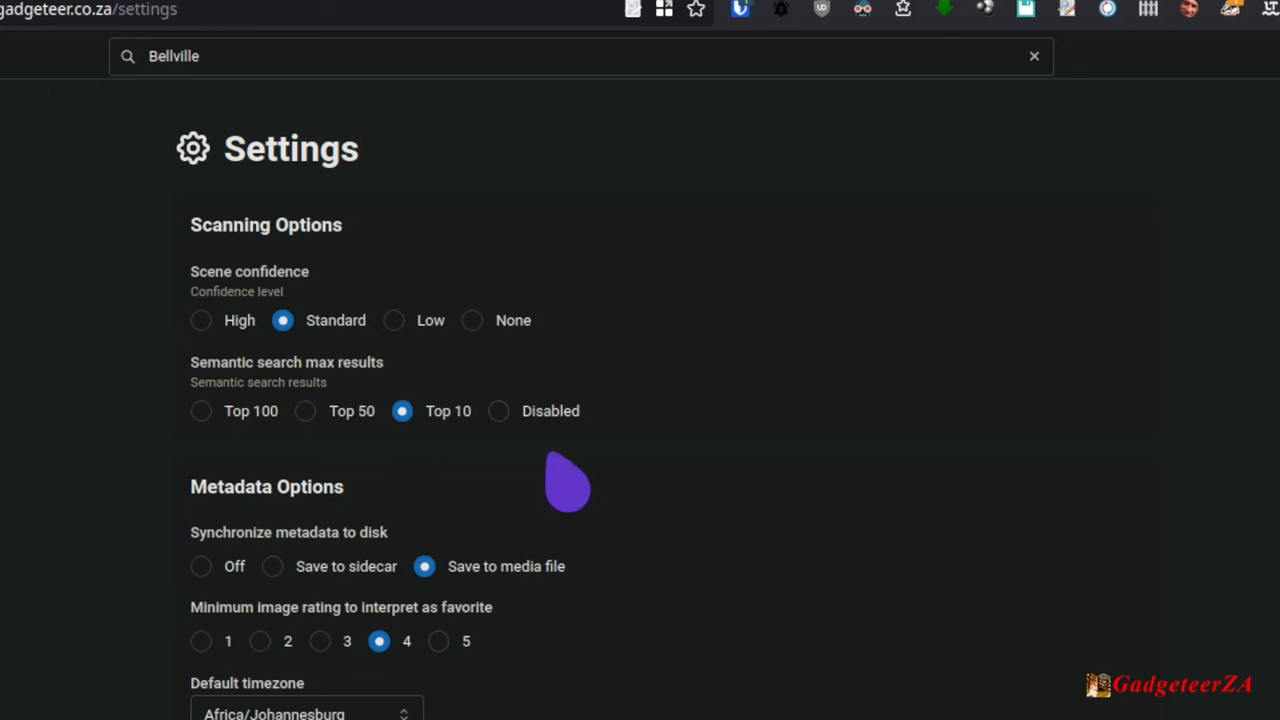 gadgeteer.co.za/settings
Bellville
Settings
Scanning Options
Scene confidence
Confidence level
High Standard Low None
Semantic search max results
Semantic search results
Top 100 Top 50 Top 10 Disabled
Metadata Options
Synchronize metadata to disk
Off Save to sidecar Save to media file
Minimum image rating to interpret as favorite
1 2 3 4 5
Default timezone
Africa/Johannesburg
GadgeteerZA